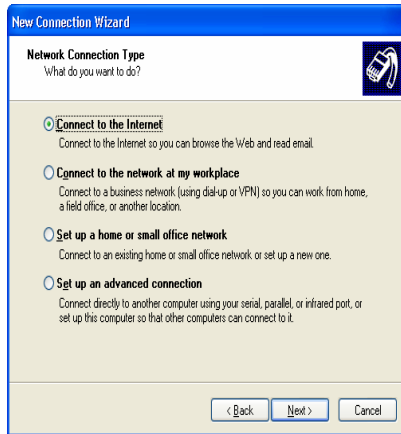 New Connection Wizard
Network Connection Type
What do you want to do?
Connect to the Internet
Connect to the Internet so you can browse the Web and read email.
Connect to the network at my workplace
Connect to a business network (using dial-up or VPN) so you can work from home,
a field office, or another location.
Set up a home or small office network
Connect to an existing home or small office network or set up a new one.
Set up an advanced connection
Connect directly to another computer using your serial, parallel, or infrared port, or
set up this computer so that other computers can connect to it.
< Back Next > Cancel